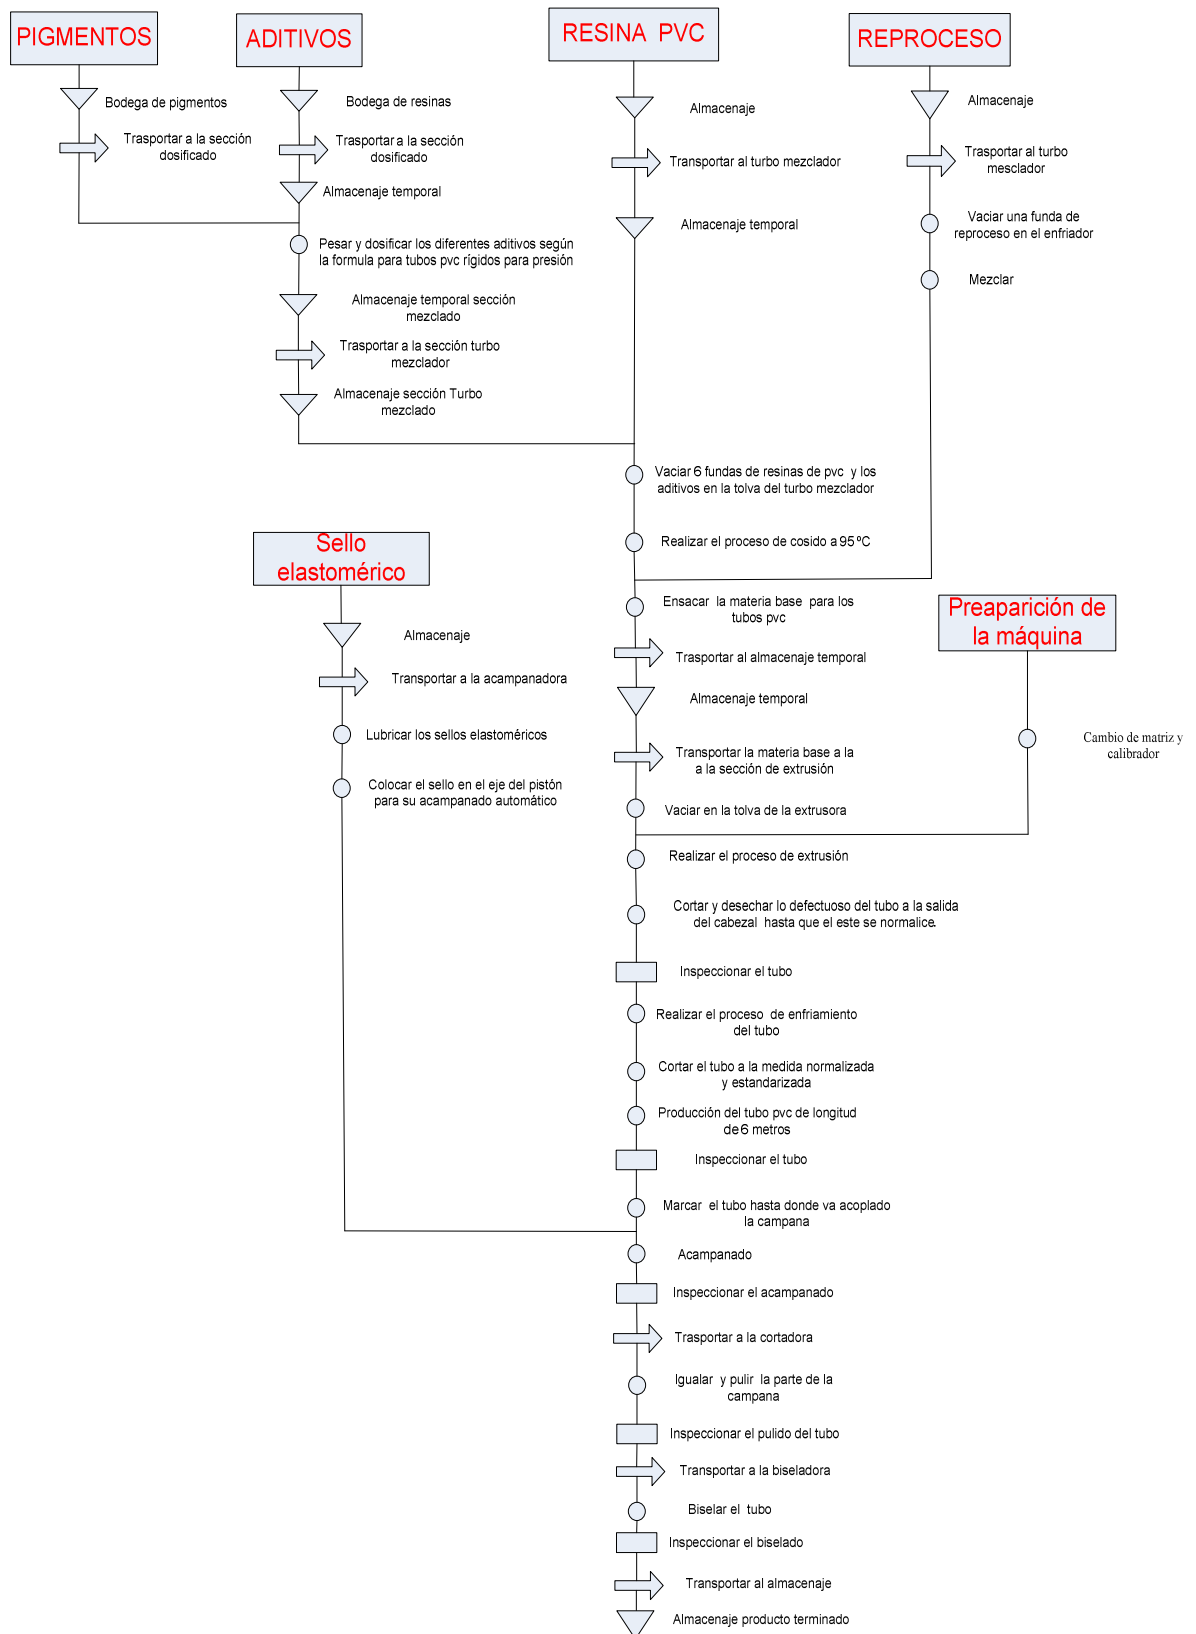 PIGMENTOS
Bodega de pigmentos
Trasportar a la sección
dosificado
ADITIVOS
Bodega de resinas
Trasportar a la sección
dosificado
Almacenaje temporal
Pesar y dosificar los diferentes aditivos según
la formula para tubos pvc rígidos para presión
Almacenaje temporal sección
mezclado
Trasportar a la sección turbo
mezclador
Almacenaje sección Turbo
mezclado
RESINA PVC
Almacenaje
Transportar al turbo mezclador
Almacenaje temporal
REPROCESO
Almacenaje
Trasportar al turbo
mesclador
Vaciar una funda de
reproceso en el enfriador
Mezclar
Vaciar 6 fundas de resinas de pvc y los
aditivos en la tolva del turbo mezclador
Realizar el proceso de cosido a 95 ºC
Sello
elastomérico
Almacenaje
Transportar a la acampanadora
Lubricar los sellos elastoméricos
Colocar el sello en el eje del pistón
para su acampanado automático
Ensacar la materia base para los
tubos pvc
Trasportar al almacenaje temporal
Almacenaje temporal
Transportar la materia base a la
a la sección de extrusión
Vaciar en la tolva de la extrusora
Preaparición de
la máquina
Cambio de matriz y
calibrador
Realizar el proceso de extrusión
Cortar y desechar lo defectuoso del tubo a la salida
del cabezal hasta que el este se normalice.
Inspeccionar el tubo
Realizar el proceso de enfriamiento
del tubo
Cortar el tubo a la medida normalizada
y estandarizada
Producción del tubo pvc de longitud
de 6 metros
Inspeccionar el tubo
Marcar el tubo hasta donde va acoplado
la campana
Acampanado
Inspeccionar el acampanado
Trasportar a la cortadora
Igualar y pulir la parte de la
campana
Inspeccionar el pulido del tubo
Transportar a la biseladora
Biselar el tubo
Inspeccionar el biselado
Transportar al almacenaje
Almacenaje producto terminado